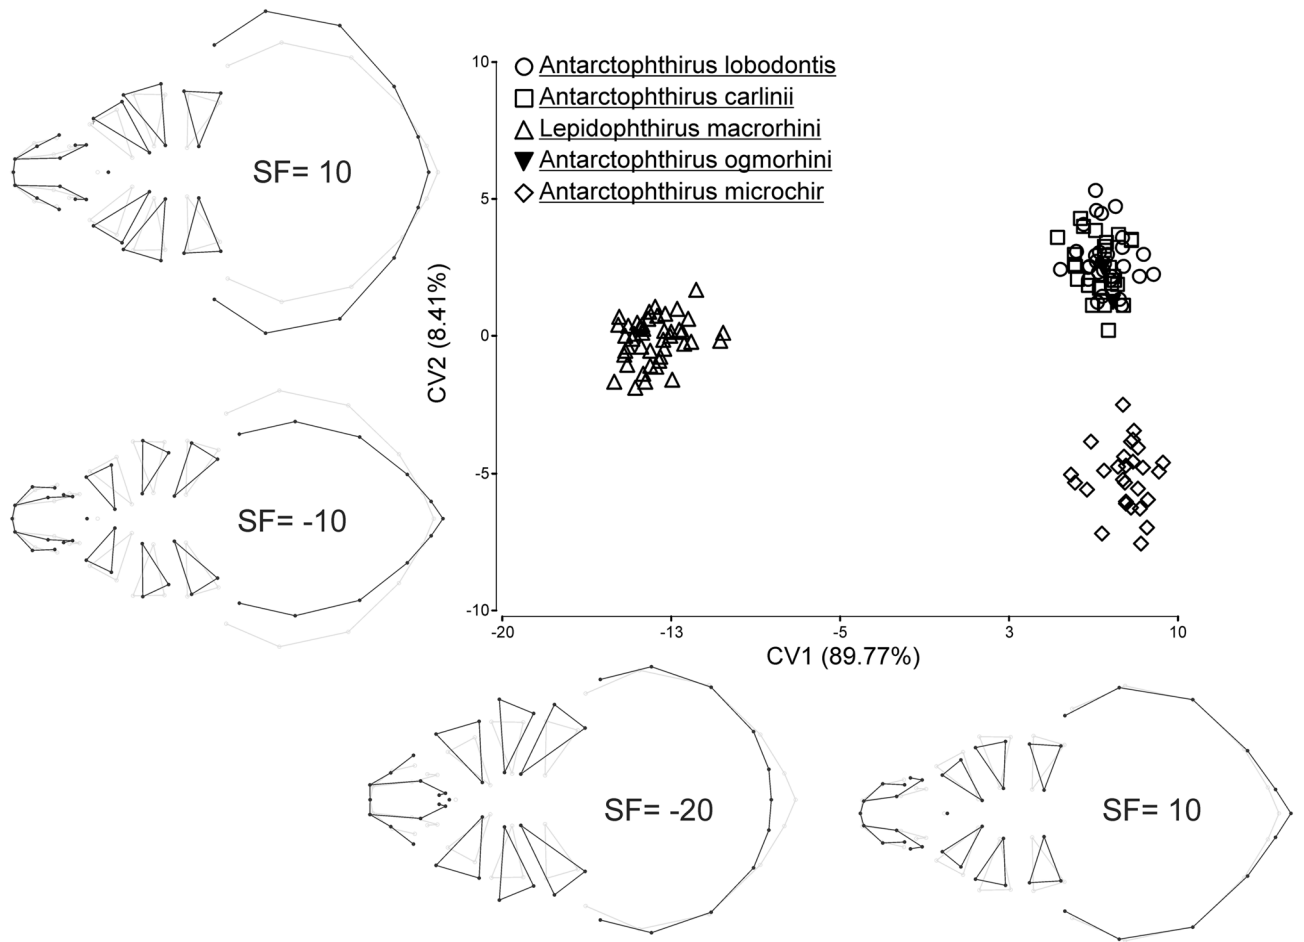 10
Antarctophthirus lobodontis
Antarctophthirus carlinii
Lepidophthirus macrorhini
Antarctophthirus ogmorhini
Antarctophthirus microchir
SF= 10
5
CV2 (8.41%)
0
-5
SF= -10
-10
-20
-13
-5
3
10
CV1 (89.77%)
SF= -20
SF= 10